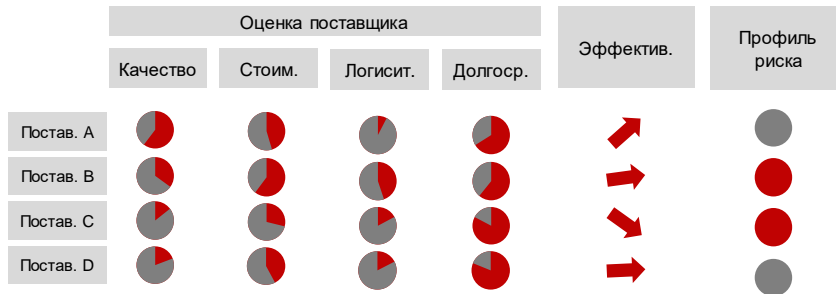 Оценка поставщика
Эффектив.
Профиль
риска
Качество
Стоим.
Логисит.
Долгоср.
Постав. A
Постав. B
Постав. C
Постав. D